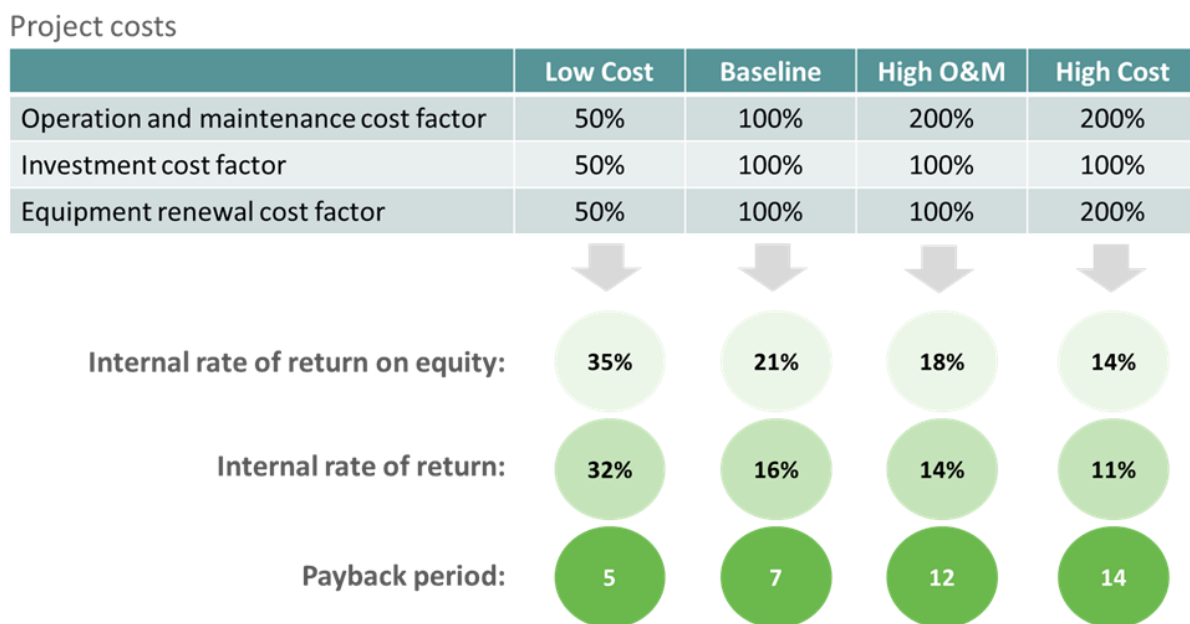 Project costs
Low Cost Baseline High O&M High Cost
Operation and maintenance cost factor 50% 100% 200% 200%
Investment cost factor 50% 100% 100% 100%
Equipment renewal cost factor 50% 100% 100% 200%
Internal rate of return on equity: 35% 21% 18% 14%
Internal rate of return: 32% 16% 14% 11%
Payback period: 5 7 12 14